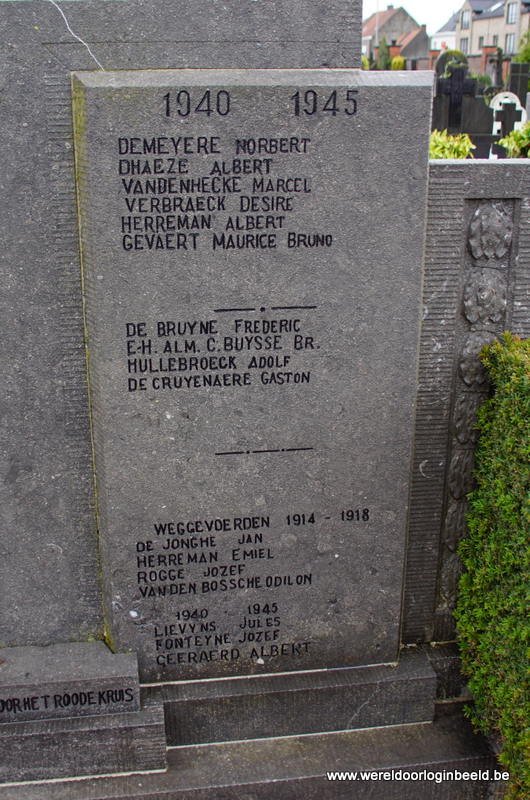 1940 1945
DEMEYERE NORBERT
DHAEZE ALBERT
VANDENHECKE MARCEL
VERBRAECK DESIRE
HERREMAN ALBERT
GEVAERT MAURICE BRUNO
DE BRUYNE FREDERIC
E.H. ALM. C. BUYSSE BR.
HULLEBROECK ADOLF
DE CRUYENAERE GASTON
WEGGEVOERDEN 1914 - 1918
DE JONGHE JAN
HERREMAN EMIEL
ROGGE JOZEF
VAN DEN BOSSCHE ODILON
1940 - 1945
LIEVYNS JULES
FONTEYNE JOZEF
GEERAERD ALBERT
OOR HET ROODE KRUIS
www.wereldoorloginbeeld.be